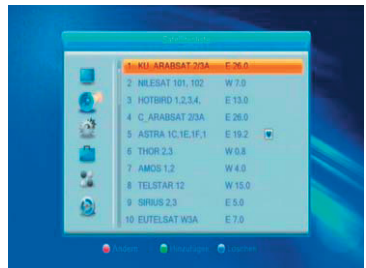 1 KU_ARABSAT 2/3A E 26.0
2 NILESAT 101, 102 W 7.0
3 HOTBIRD 1,2,3,4, E 13.0
4 C_ARABSAT 2/3A E 26.0
5 ASTRA 1C,1E,1F,1 E 19.2
6 THOR 2,3 W 0.8
7 AMOS 1,2 W 4.0
8 TELSTAR 12 W 15.0
9 SIRIUS 2,3 E 5.0
10 EUTELSAT W3A E 7.0
Ändern Hinzufügen Löschen